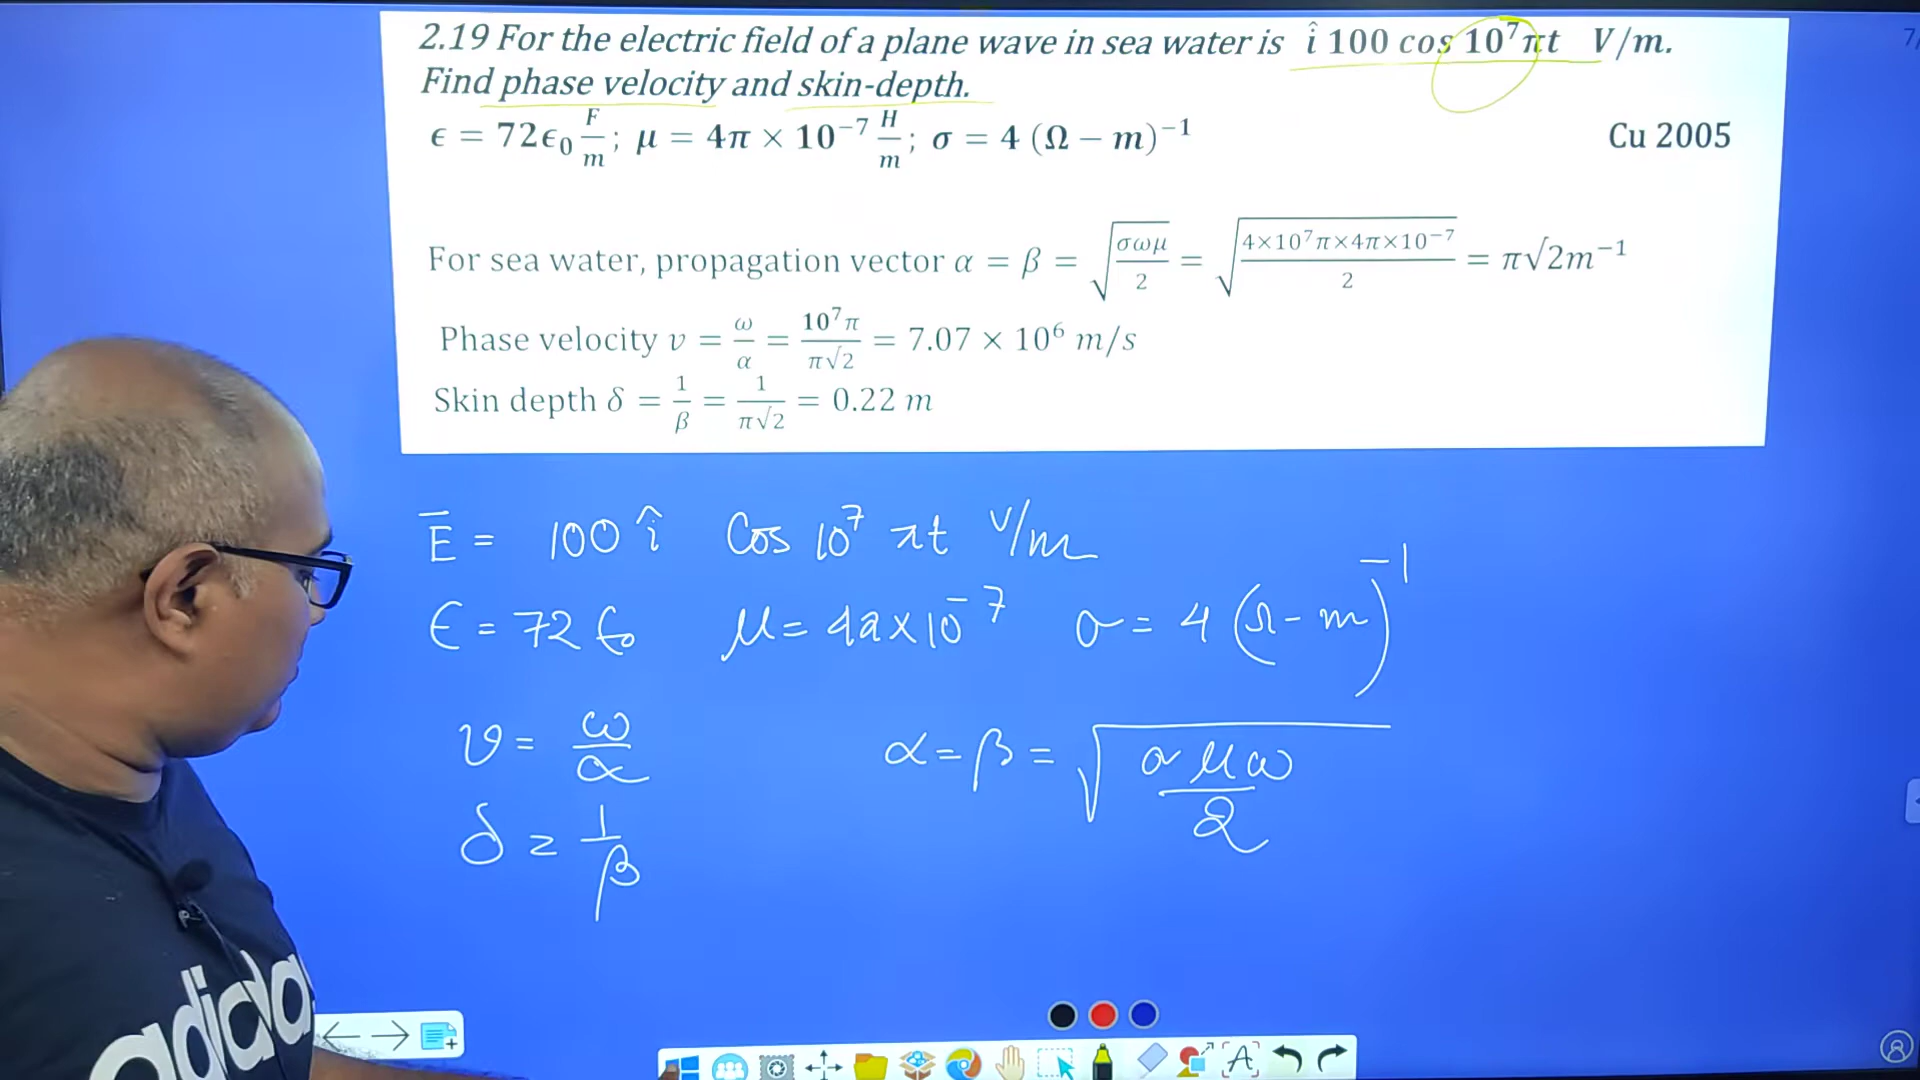 2.19 For the electric field of a plane wave in sea water is î 100 cos 10⁷πt V/m.
Find phase velocity and skin-depth.
ϵ = 72ϵ₀ F/m; μ = 4π × 10⁻⁷ H/m; σ = 4 (Ω − m)⁻¹ Cu 2005
For sea water, propagation vector α = β = √(σωμ/2) = √(4×10⁷π×4π×10⁻⁷/2) = π√2m⁻¹
Phase velocity v = ω/α = 10⁷π/π√2 = 7.07 × 10⁶ m/s
Skin depth δ = 1/β = 1/π√2 = 0.22 m
E̅ = 100 î Cos 10⁷ πt V/m
ϵ = 72 ϵ₀ μ = 4π×10⁻⁷ σ = 4 (Ω - m)⁻¹
v = ω/α α = β = √(σμω/2)
δ = 1/β
adidas
A